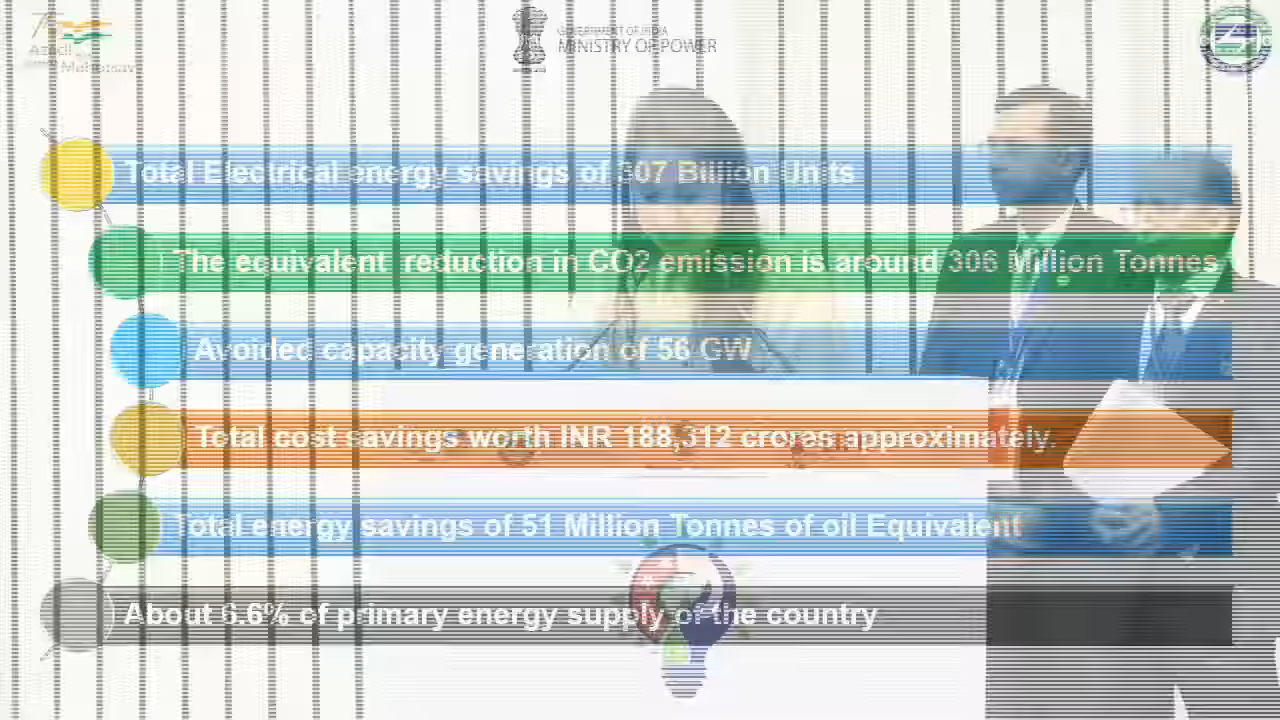 Azadi
Mahotsav
GOVERNMENT OF INDIA
MINISTRY OF POWER
Total Electrical energy savings of 307 Billion Units
The equivalent reduction in CO2 emission is around 306 Million Tonnes
Avoided capacity generation of 56 GW
Total cost savings worth INR 188,312 crores approximately.
Total energy savings of 51 Million Tonnes of oil Equivalent
About 6.6% of primary energy supply of the country